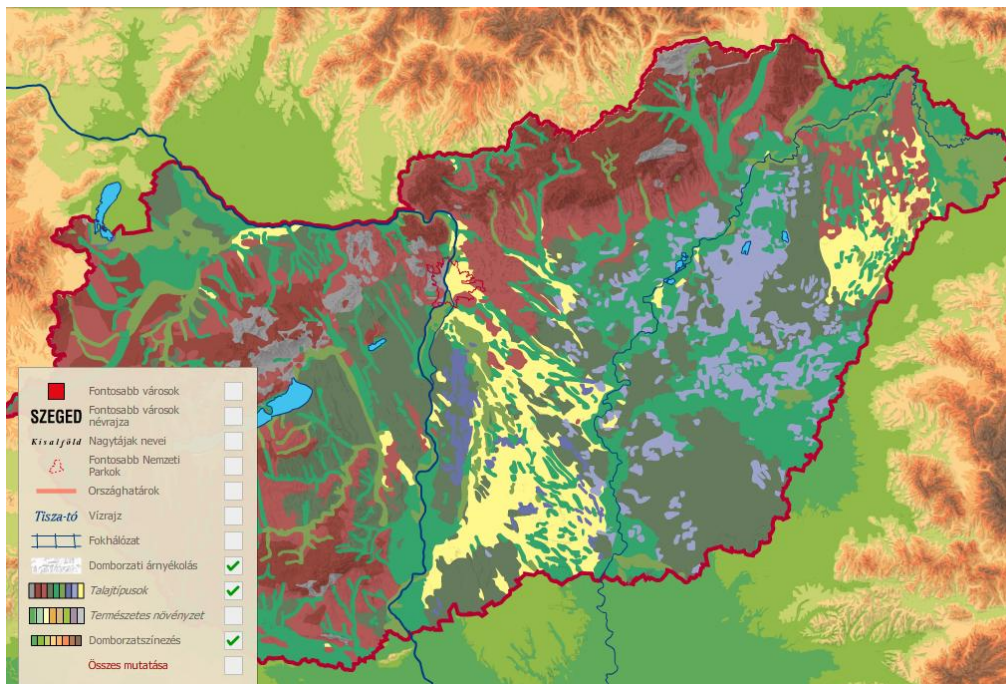 Fontosabb városok
SZEGED
Fontosabb városok
névrajza
Kisalföld
Nagytájak nevei
Fontosabb Nemzeti
Parkok
Országhatárok
Tisza-tó
Vízrajz
Fokhálózat
Domborzati árnyékolás
Talajtípusok
Természetes növényzet
Domborzatszínezés
Összes mutatása